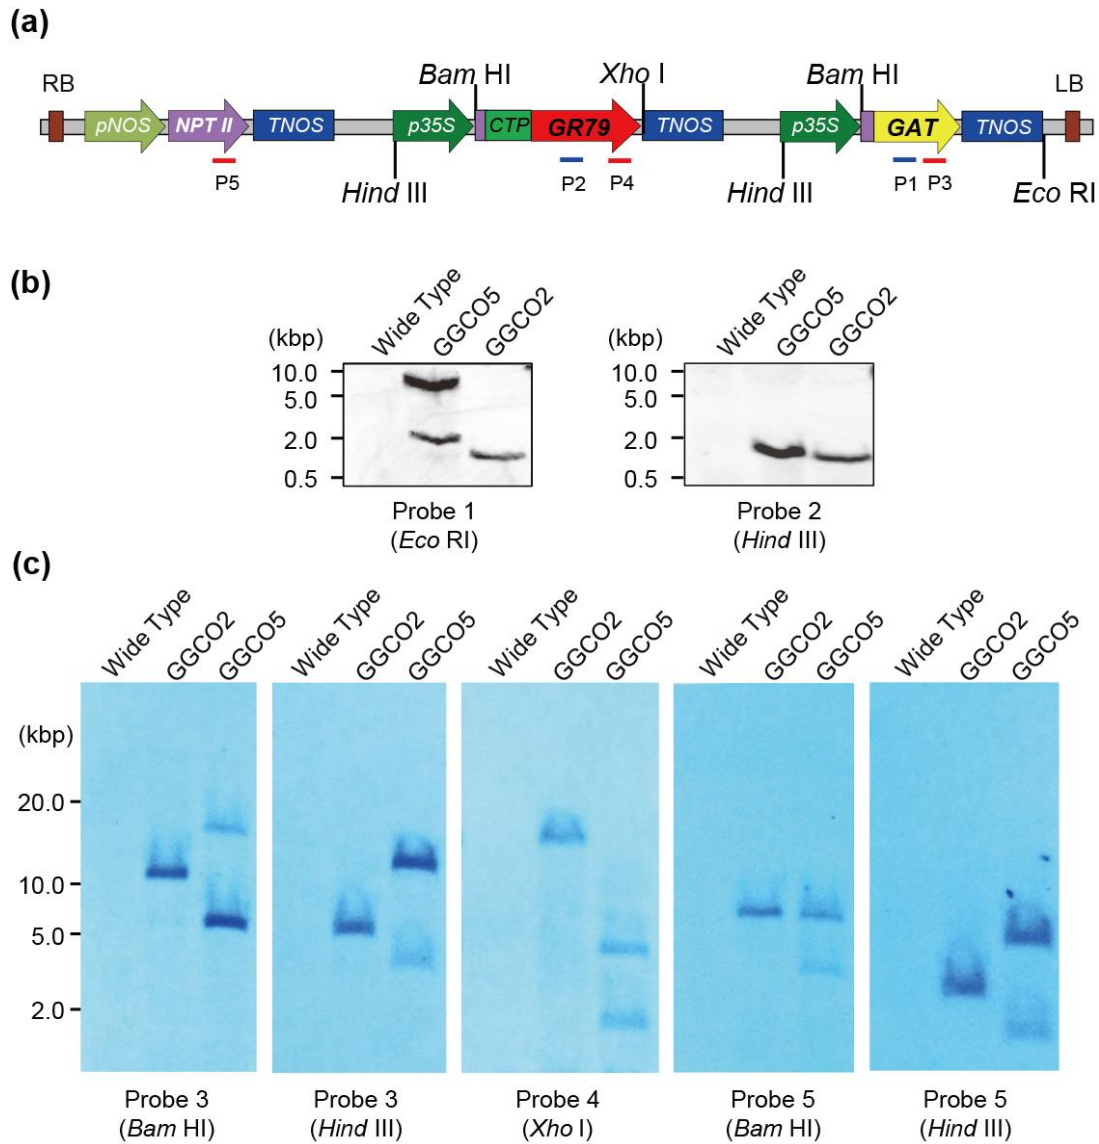 (a)
RB
Bam HI
Xho I
Bam HI
LB
pNOS
NPT II
TNOS
p35S
CTP
GR79
TNOS
p35S
GAT
TNOS
P5
Hind III
P2
P4
Hind III
P1
P3
Eco RI
(b)
(kbp)
Wide Type
GGCO5
GGCO2
10.0
5.0
2.0
0.5
Probe 1
(Eco RI)
(kbp)
Wide Type
GGCO5
GGCO2
10.0
5.0
2.0
0.5
Probe 2
(Hind III)
(c)
(kbp)
20.0
10.0
5.0
2.0
Wide Type
GGCO2
GGCO5
Probe 3
(Bam HI)
Wide Type
GGCO2
GGCO5
Probe 3
(Hind III)
Wide Type
GGCO2
GGCO5
Probe 4
(Xho I)
Wide Type
GGCO2
GGCO5
Probe 5
(Bam HI)
Wide Type
GGCO2
GGCO5
Probe 5
(Hind III)